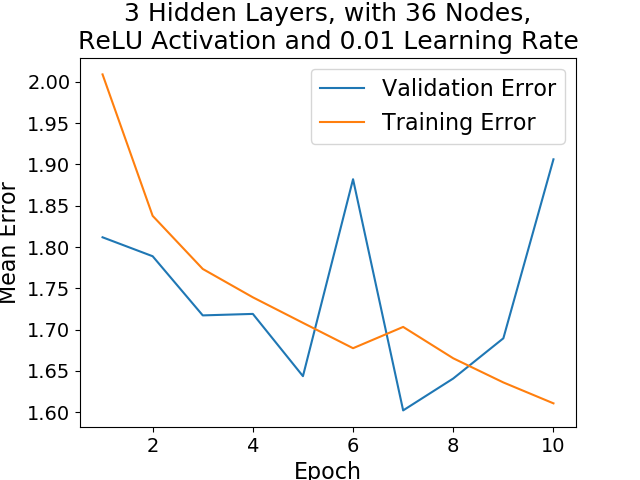 3 Hidden Layers, with 36 Nodes,
ReLU Activation and 0.01 Learning Rate
Validation Error
Training Error
Mean Error
2.00
1.95
1.90
1.85
1.80
1.75
1.70
1.65
1.60
2 4 6 8 10
Epoch